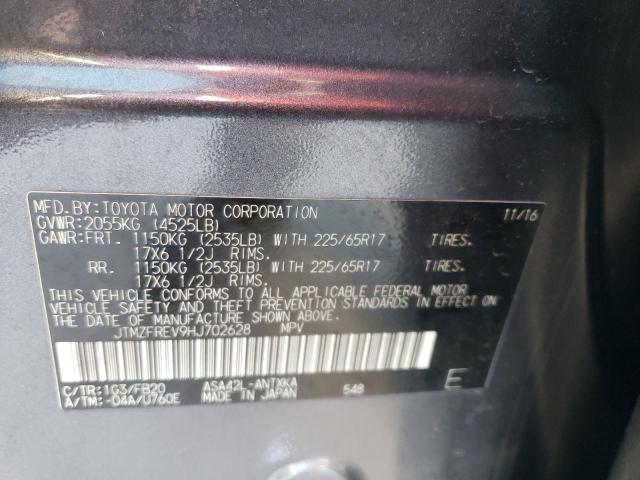 MFD.BY:TOYOTA MOTOR CORPORATION 11/16
GVWR:2055KG (4525LB)
GAWR:FRT. 1150KG (2535LB) WITH 225/65R17 TIRES.
17X6 1/2J RIMS.
RR. 1150KG (2535LB) WITH 225/65R17 TIRES.
17X6 1/2J RIMS.
THIS VEHICLE CONFORMS TO ALL APPLICABLE FEDERAL MOTOR
VEHICLE SAFETY AND THEFT PREVENTION STANDARDS IN EFFECT ON
THE DATE OF MANUFACTURE SHOWN ABOVE.
JTMZFREV9HJ702628 MPV
C/TR:1G3/FB20 ASA42L-ANTXKA 548 E
A/TM:-04A/U760E MADE IN JAPAN